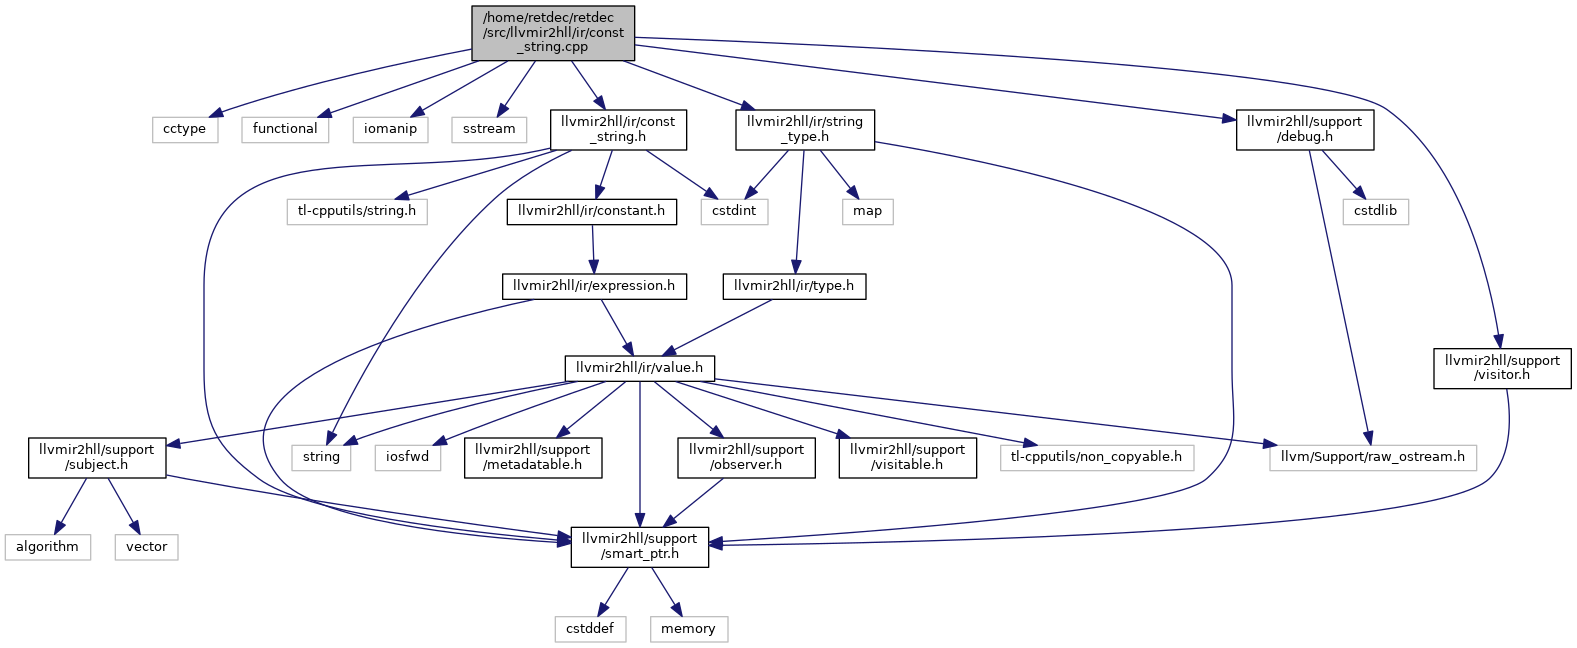 /home/retdec/retdec
/src/llvmir2hll/ir/const
_string.cpp
cctype
functional
iomanip
sstream
llvmir2hll/ir/const
_string.h
llvmir2hll/ir/string
_type.h
llvmir2hll/support
/debug.h
tl-cpputils/string.h
llvmir2hll/ir/constant.h
cstdint
map
cstdlib
llvmir2hll/ir/expression.h
llvmir2hll/ir/type.h
llvmir2hll/ir/value.h
llvmir2hll/support
/visitor.h
llvmir2hll/support
/subject.h
string
iosfwd
llvmir2hll/support
/metadatable.h
llvmir2hll/support
/observer.h
llvmir2hll/support
/visitable.h
tl-cpputils/non_copyable.h
llvm/Support/raw_ostream.h
algorithm
vector
llvmir2hll/support
/smart_ptr.h
cstddef
memory